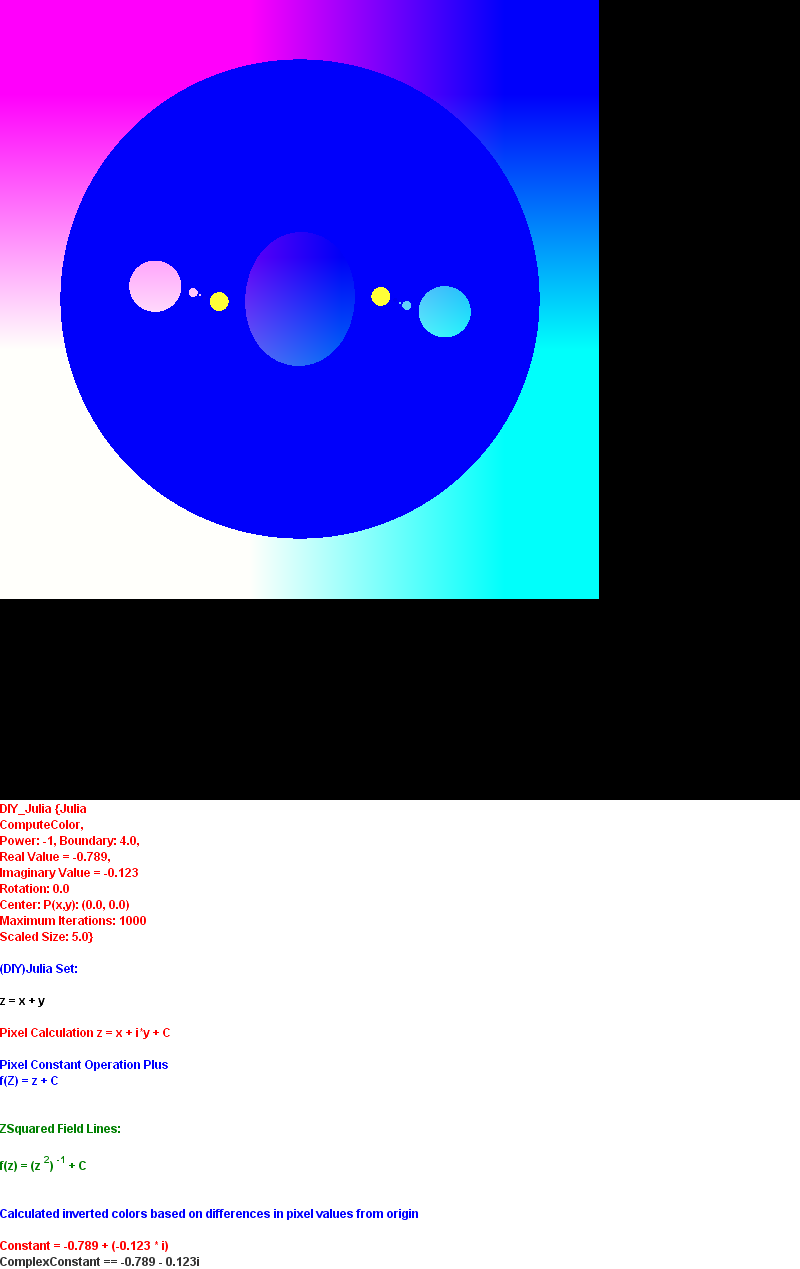 DIY_Julia {Julia
ComputeColor,
Power: -1, Boundary: 4.0,
Real Value = -0.789,
Imaginary Value = -0.123
Rotation: 0.0
Center: P(x,y): (0.0, 0.0)
Maximum Iterations: 1000
Scaled Size: 5.0}
(DIY)Julia Set:
z = x + y
Pixel Calculation z = x + i*y + C
Pixel Constant Operation Plus
f(Z) = z + C
ZSquared Field Lines:
f(z) = (z ²) ⁻¹ + C
Calculated inverted colors based on differences in pixel values from origin
Constant = -0.789 + (-0.123 * i)
ComplexConstant == -0.789 - 0.123i